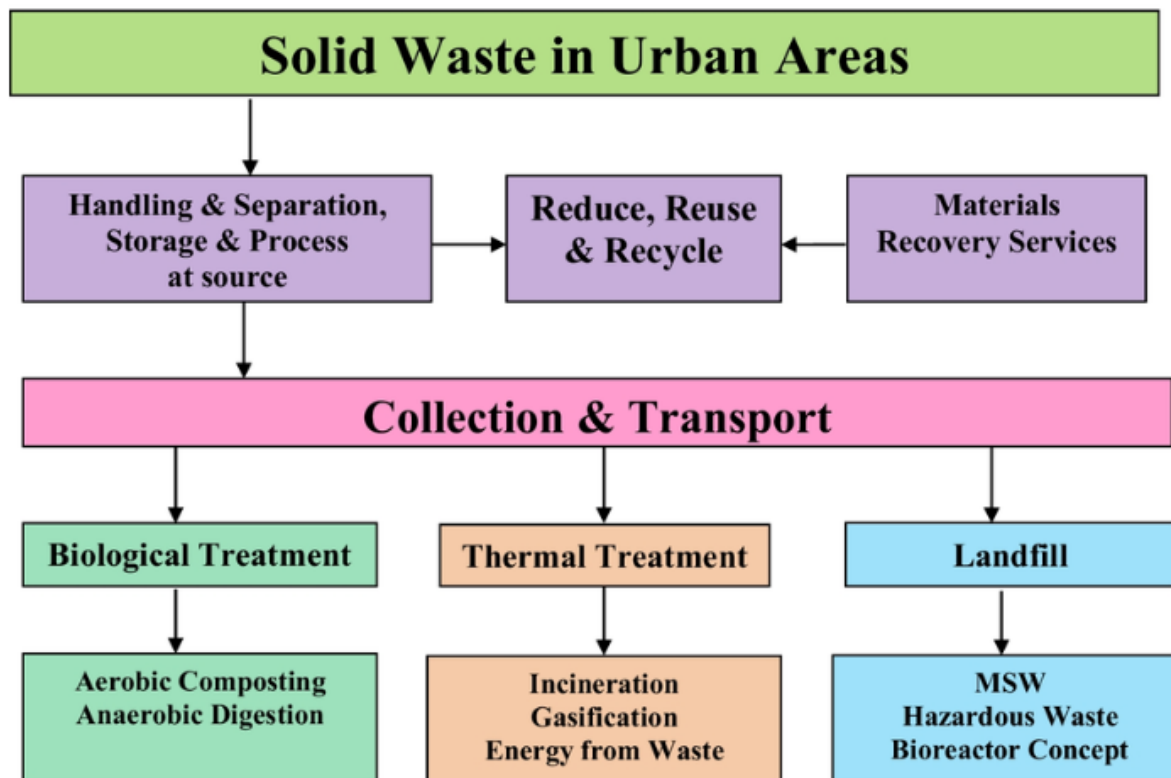 Solid Waste in Urban Areas
Handling & Separation,
Storage & Process
at source
Reduce, Reuse
& Recycle
Materials
Recovery Services
Collection & Transport
Biological Treatment
Thermal Treatment
Landfill
Aerobic Composting
Anaerobic Digestion
Incineration
Gasification
Energy from Waste
MSW
Hazardous Waste
Bioreactor Concept